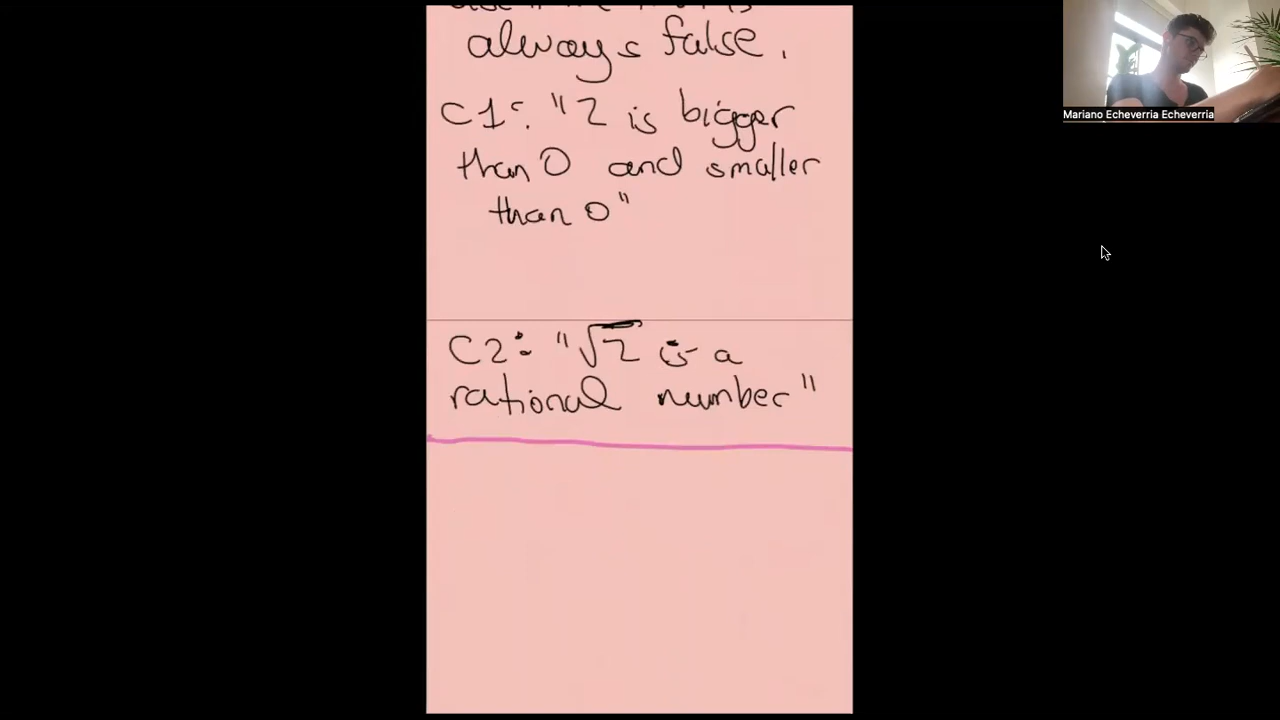 always false.
C1: "2 is bigger
than 0 and smaller
than 0"
C2: "√2 is a
rational number"
Mariano Echeverria Echeverria